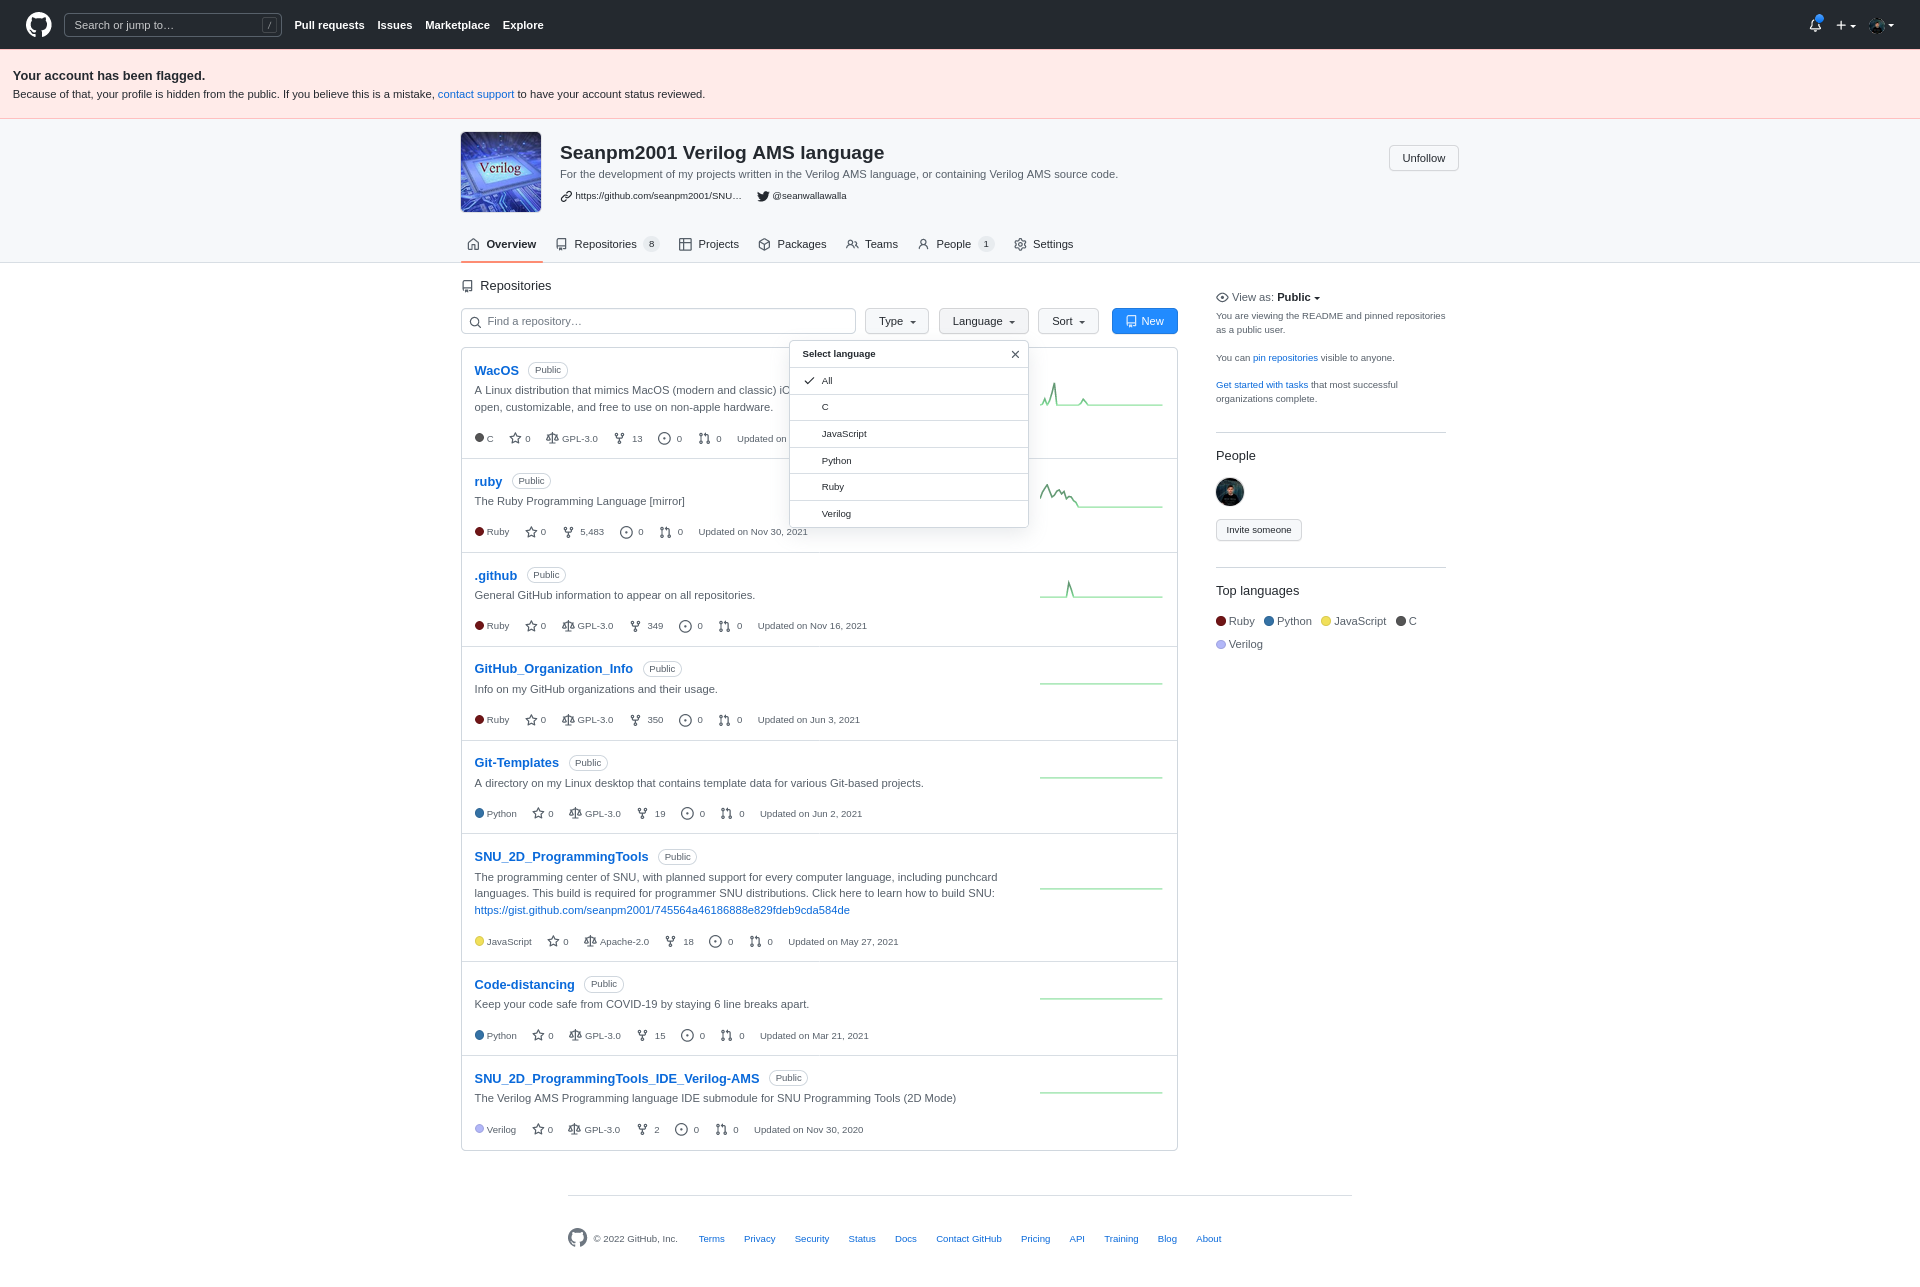 Search or jump to…
/
Pull requests
Issues
Marketplace
Explore
Your account has been flagged.
Because of that, your profile is hidden from the public. If you believe this is a mistake, contact support to have your account status reviewed.
Verilog
Seanpm2001 Verilog AMS language
For the development of my projects written in the Verilog AMS language, or containing Verilog AMS source code.
https://github.com/seanpm2001/SNU…
@seanwallawalla
Unfollow
Overview
Repositories 8
Projects
Packages
Teams
People 1
Settings
Repositories
Find a repository…
Type
Language
Sort
New
Select language
All
C
JavaScript
Python
Ruby
Verilog
WacOS Public
A Linux distribution that mimics MacOS (modern and classic)
open, customizable, and free to use on non-apple hardware.
C 0 GPL-3.0 13 0 0 Updated on
ruby Public
The Ruby Programming Language [mirror]
Ruby 0 5,483 0 0 Updated on Nov 30, 2021
.github Public
General GitHub information to appear on all repositories.
Ruby 0 GPL-3.0 349 0 0 Updated on Nov 16, 2021
GitHub_Organization_Info Public
Info on my GitHub organizations and their usage.
Ruby 0 GPL-3.0 350 0 0 Updated on Jun 3, 2021
Git-Templates Public
A directory on my Linux desktop that contains template data for various Git-based projects.
Python 0 GPL-3.0 19 0 0 Updated on Jun 2, 2021
SNU_2D_ProgrammingTools Public
The programming center of SNU, with planned support for every computer language, including punchcard
languages. This build is required for programmer SNU distributions. Click here to learn how to build SNU:
https://gist.github.com/seanpm2001/745564a46186888e829fdeb9cda584de
JavaScript 0 Apache-2.0 18 0 0 Updated on May 27, 2021
Code-distancing Public
Keep your code safe from COVID-19 by staying 6 line breaks apart.
Python 0 GPL-3.0 15 0 0 Updated on Mar 21, 2021
SNU_2D_ProgrammingTools_IDE_Verilog-AMS Public
The Verilog AMS Programming language IDE submodule for SNU Programming Tools (2D Mode)
Verilog 0 GPL-3.0 2 0 0 Updated on Nov 30, 2020
View as: Public
You are viewing the README and pinned repositories
as a public user.
You can pin repositories visible to anyone.
Get started with tasks that most successful
organizations complete.
People
Invite someone
Top languages
Ruby Python JavaScript C
Verilog
© 2022 GitHub, Inc.
Terms
Privacy
Security
Status
Docs
Contact GitHub
Pricing
API
Training
Blog
About